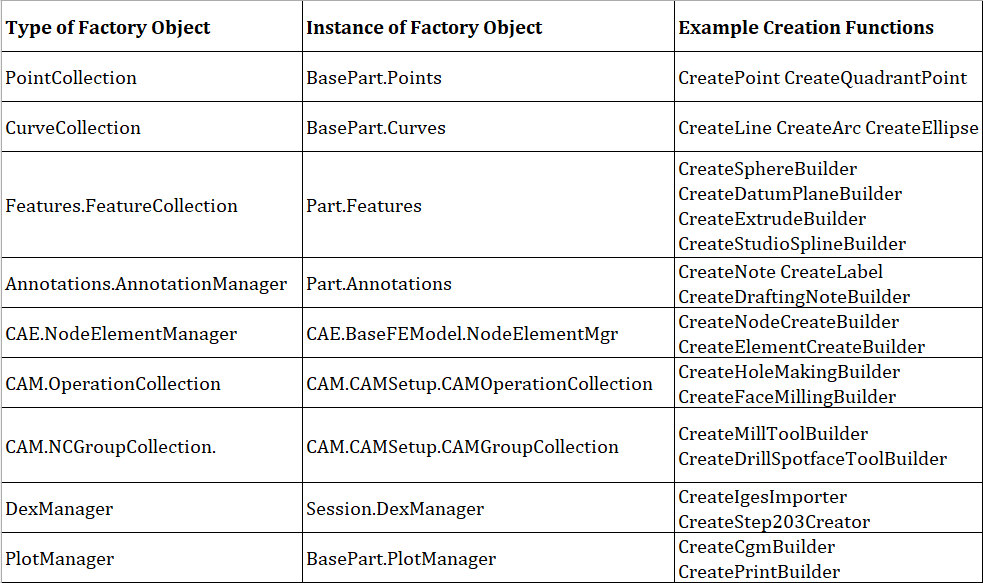 Type of Factory Object Instance of Factory Object Example Creation Functions
PointCollection BasePart.Points CreatePoint CreateQuadrantPoint
CurveCollection BasePart.Curves CreateLine CreateArc CreateEllipse
Features.FeatureCollection Part.Features CreateSphereBuilder
CreateDatumPlaneBuilder
CreateExtrudeBuilder
CreateStudioSplineBuilder
Annotations.AnnotationManager Part.Annotations CreateNote CreateLabel
CreateDraftingNoteBuilder
CAE.NodeElementManager CAE.BaseFEModel.NodeElementMgr CreateNodeCreateBuilder
CreateElementCreateBuilder
CAM.OperationCollection CAM.CAMSetup.CAMOperationCollection CreateHoleMakingBuilder
CreateFaceMillingBuilder
CAM.NCGroupCollection. CAM.CAMSetup.CAMGroupCollection CreateMillToolBuilder
CreateDrillSpotfaceToolBuilder
DexManager Session.DexManager CreateIgesImporter
CreateStep203Creator
PlotManager BasePart.PlotManager CreateCgmBuilder
CreatePrintBuilder